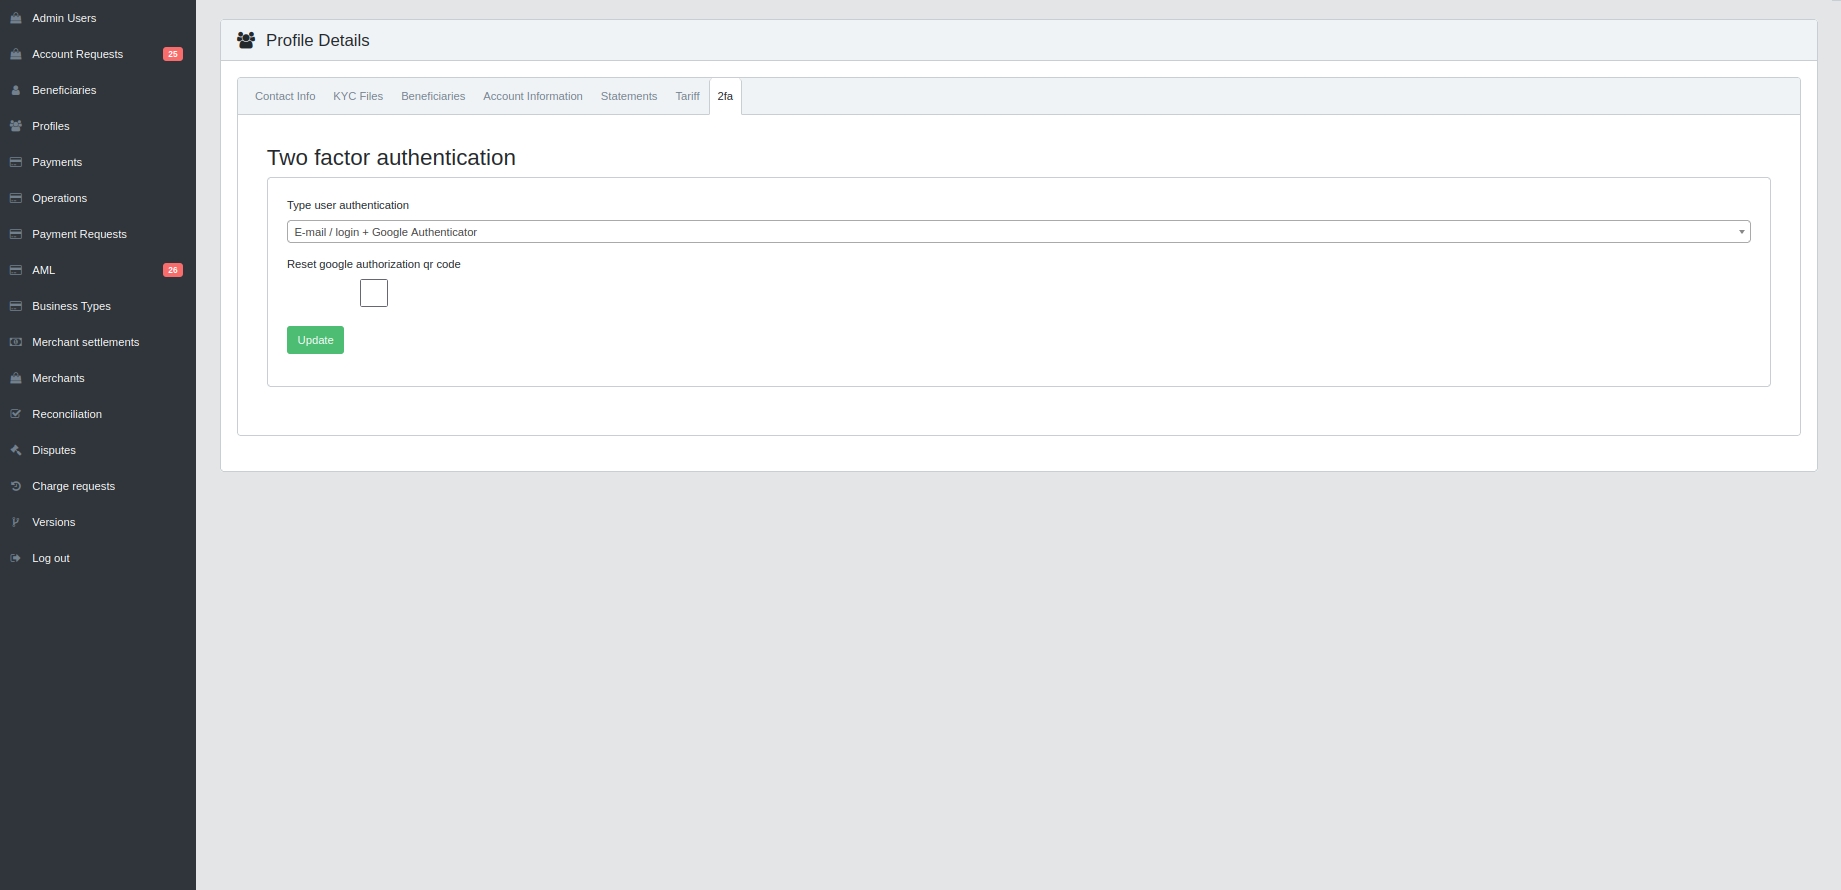 Admin Users
Account Requests 25
Beneficiaries
Profiles
Payments
Operations
Payment Requests
AML 26
Business Types
Merchant settlements
Merchants
Reconciliation
Disputes
Charge requests
Versions
Log out
Profile Details
Contact Info KYC Files Beneficiaries Account Information Statements Tariff 2fa
Two factor authentication
Type user authentication
E-mail / login + Google Authenticator
Reset google authorization qr code
Update